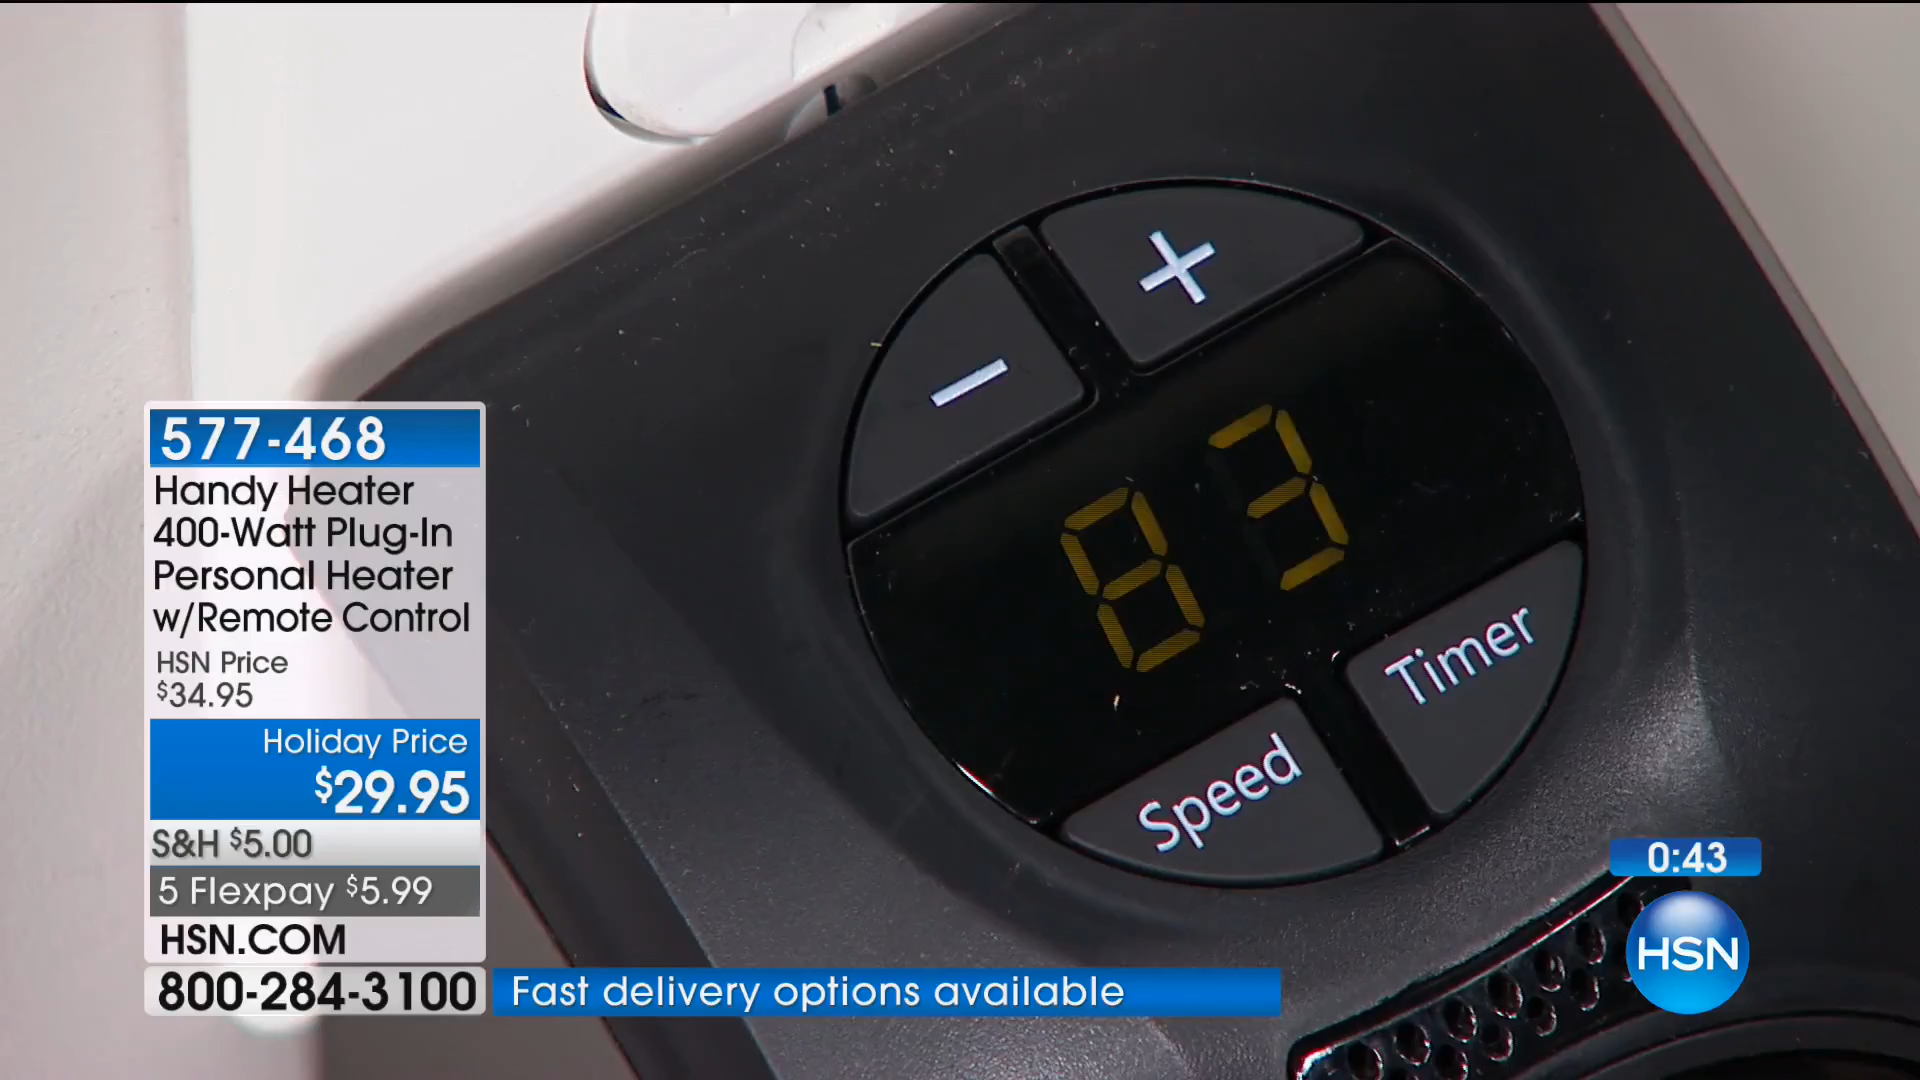 577-468
Handy Heater
400-Watt Plug-In
Personal Heater
w/Remote Control
HSN Price
$34.95
Holiday Price
$29.95
S&H $5.00
5 Flexpay $5.99
HSN.COM
800-284-3100
Fast delivery options available
+
−
83
Speed
Timer
0:43
HSN